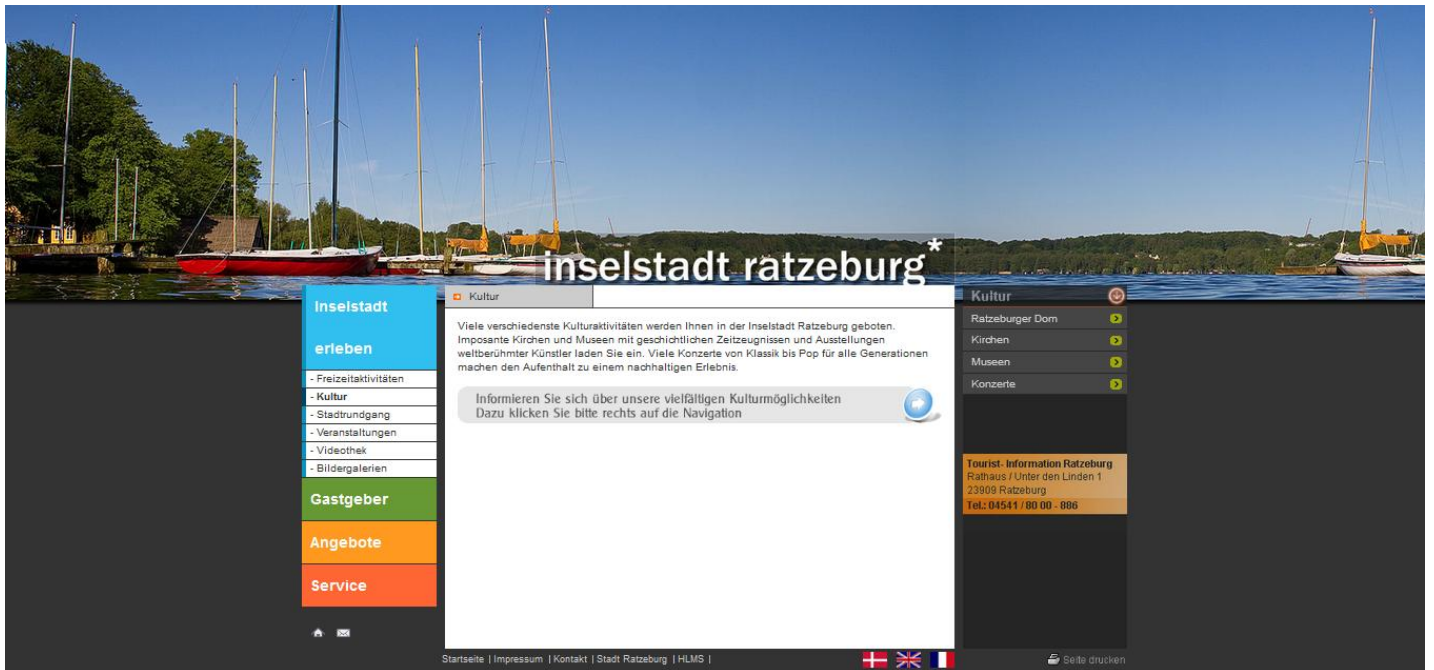 inselstadt ratzeburg*
Inselstadt
erleben
- Freizeitaktivitäten
- Kultur
- Stadtrundgang
- Veranstaltungen
- Videothek
- Bildergalerien
Gastgeber
Angebote
Service
Kultur
Viele verschiedenste Kulturaktivitäten werden Ihnen in der Inselstadt Ratzeburg geboten.
Imposante Kirchen und Museen mit geschichtlichen Zeitzeugnissen und Ausstellungen
weltberühmter Künstler laden Sie ein. Viele Konzerte von Klassik bis Pop für alle Generationen
machen den Aufenthalt zu einem nachhaltigen Erlebnis.
Informieren Sie sich über unsere vielfältigen Kulturmöglichkeiten
Dazu klicken Sie bitte rechts auf die Navigation
Kultur
Ratzeburger Dom
Kirchen
Museen
Konzerte
Tourist- Information Ratzeburg
Rathaus / Unter den Linden 1
23909 Ratzeburg
Tel.: 04541 / 80 00 - 886
Startseite | Impressum | Kontakt | Stadt Ratzeburg | HLMS |
Seite drucken